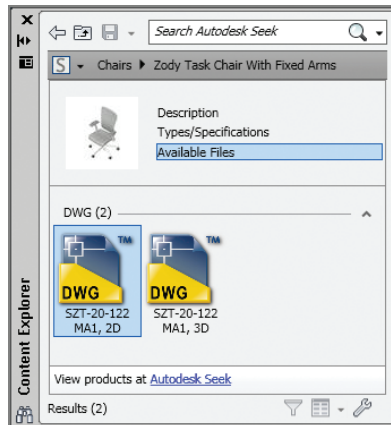 Search Autodesk Seek
S Chairs Zody Task Chair With Fixed Arms
Description
Types/Specifications
Available Files
DWG (2)
TM TM
DWG DWG
SZT-20-122 SZT-20-122
MA1, 2D MA1, 3D
View products at Autodesk Seek
Results (2)
Content Explorer